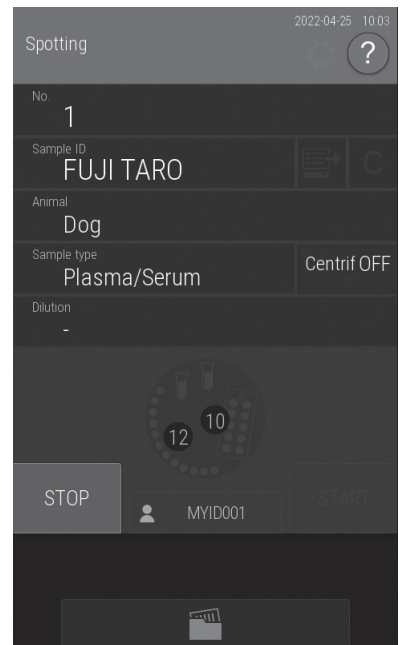 2022-04-25 10:03
Spotting
?
No.
1
Sample ID
FUJI TARO
C
Animal
Dog
Sample type
Plasma/Serum
Centrif OFF
Dilution
-
10
12
STOP
MYID001
START